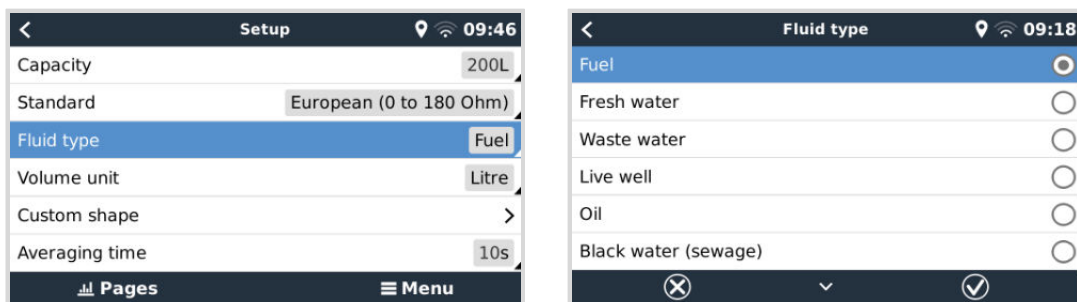 Setup 09:46
Capacity 200L
Standard European (0 to 180 Ohm)
Fluid type Fuel
Volume unit Litre
Custom shape
Averaging time 10s
Pages Menu
Fluid type 09:18
Fuel
Fresh water
Waste water
Live well
Oil
Black water (sewage)